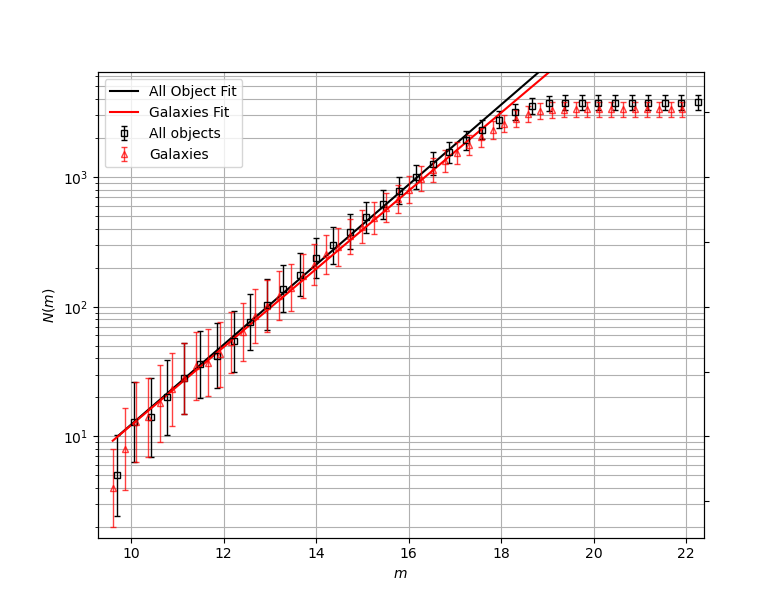 All Object Fit
Galaxies Fit
All objects
Galaxies
N(m)
10³
10²
10¹
10 12 14 16 18 20 22
m